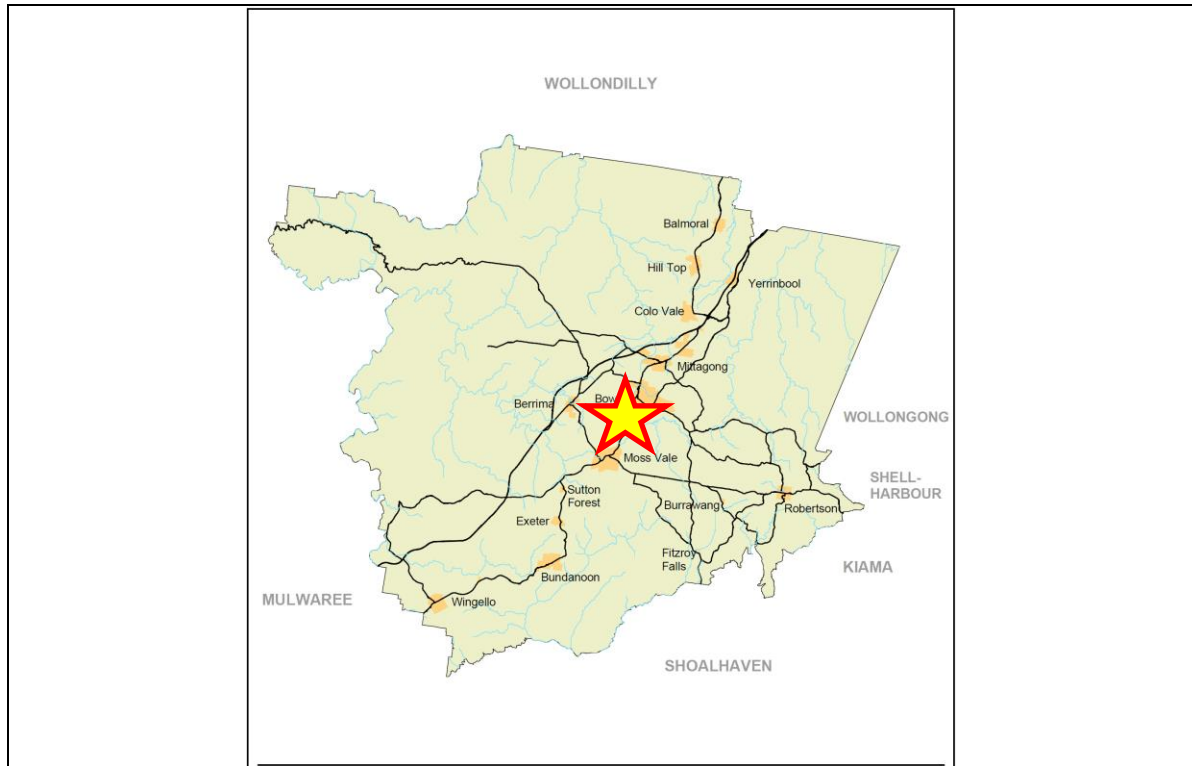 WOLLONDILLY
Balmoral
Hill Top
Yerrinbool
Colo Vale
Mittagong
Berrima
WOLLONGONG
Moss Vale
SHELL-
HARBOUR
Sutton
Forest
Burrawang
Robertson
Exeter
Fitzroy
Falls
KIAMA
Bundanoon
MULWAREE
Wingello
SHOALHAVEN